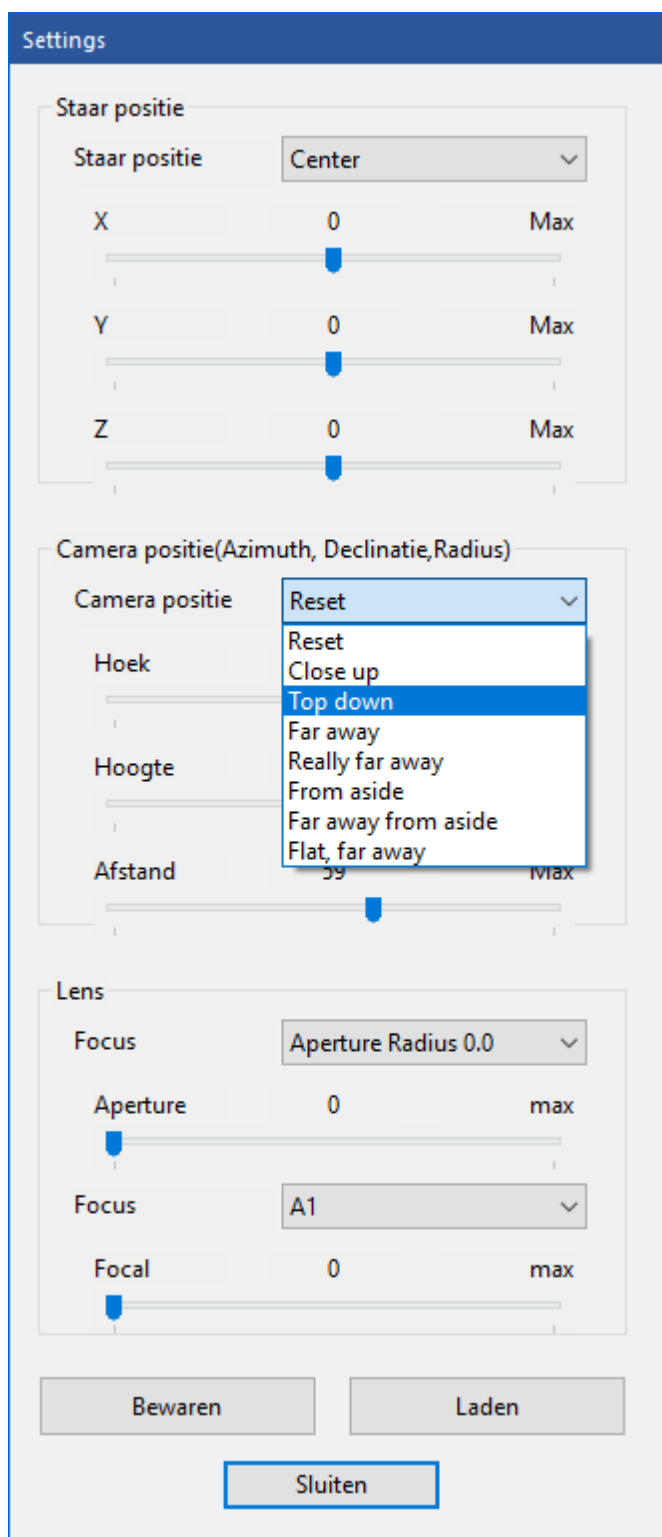 Settings
Staar positie
Staar positie Center
X 0 Max
Y 0 Max
Z 0 Max
Camera positie(Azimuth, Declinatie,Radius)
Camera positie Reset
Reset
Hoek
Close up
Top down
Far away
Hoogte
Really far away
From aside
Far away from aside
Flat, far away
Afstand 59 Max
Lens
Focus Aperture Radius 0.0
Aperture 0 max
Focus A1
Focal 0 max
Bewaren Laden
Sluiten